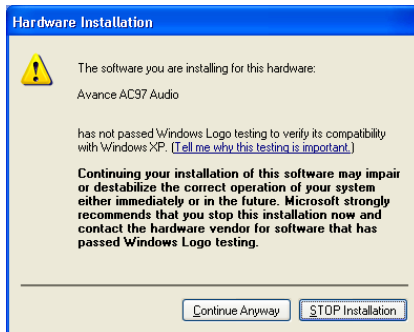 Hardware Installation
The software you are installing for this hardware:
Avance AC97 Audio
has not passed Windows Logo testing to verify its compatibility
with Windows XP. (Tell me why this testing is important.)
Continuing your installation of this software may impair
or destabilize the correct operation of your system
either immediately or in the future. Microsoft strongly
recommends that you stop this installation now and
contact the hardware vendor for software that has
passed Windows Logo testing.
Continue Anyway
STOP Installation